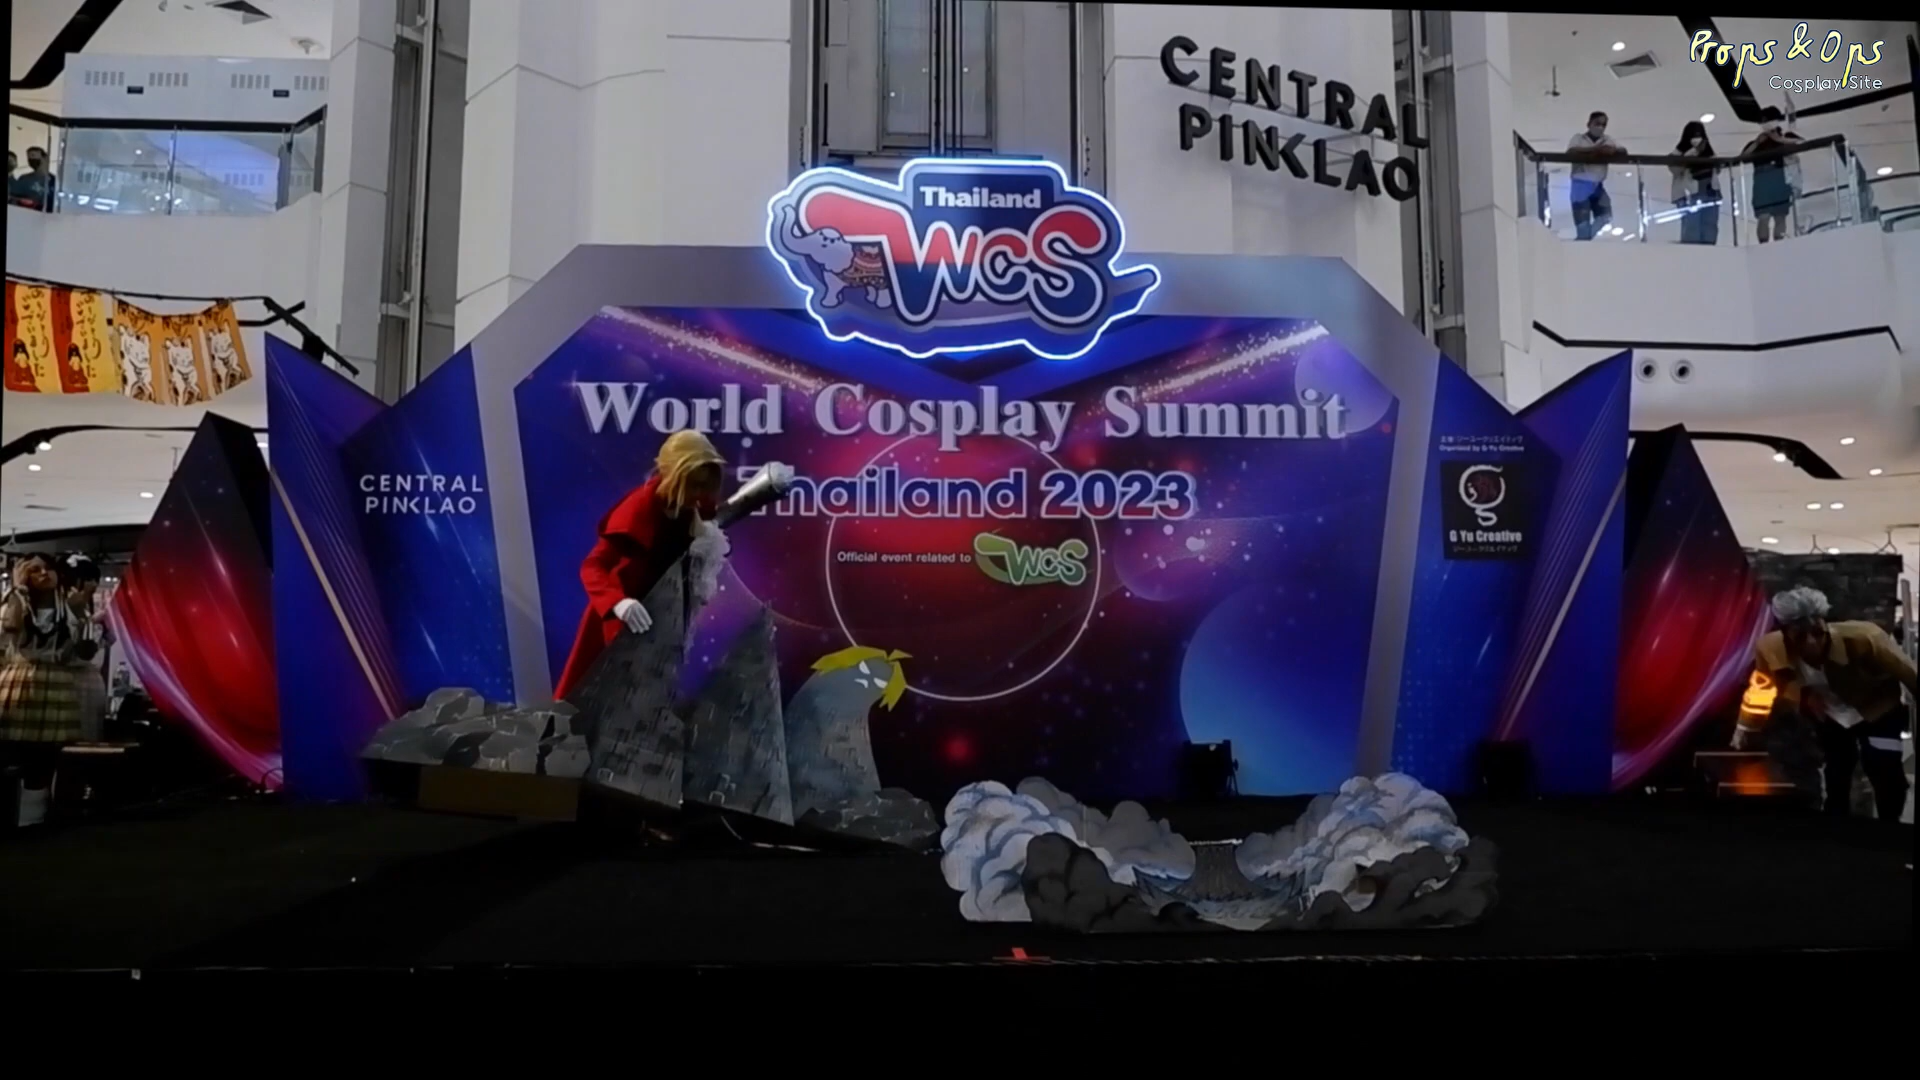 Props & Ops
Cosplay Site
CENTRAL
PINKLAO
Thailand
WCS
World Cosplay Summit
Thailand 2023
Official event related to WCS
CENTRAL
PINKLAO
Organized by G-Yu Creative
G Yu Creative